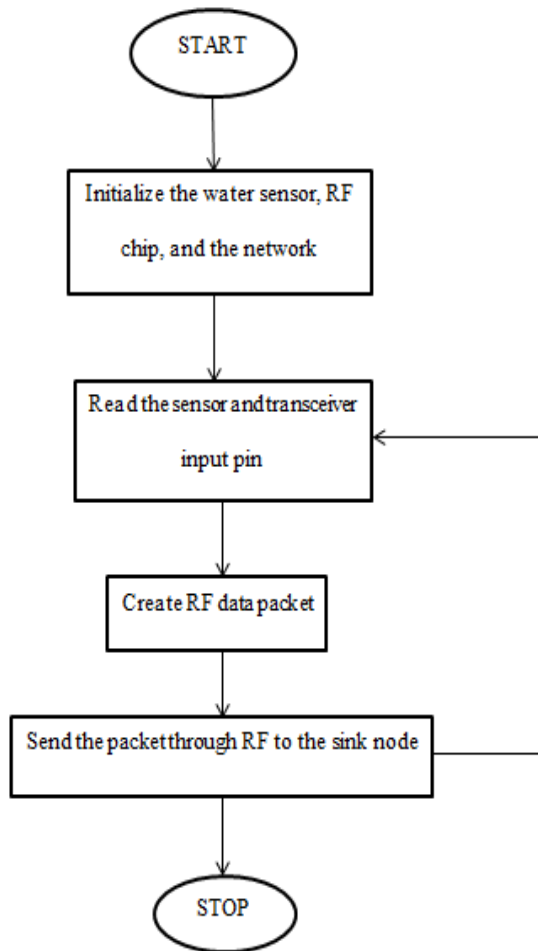 START
Initialize the water sensor, RF
chip, and the network
Read the sensor and transceiver
input pin
Create RF data packet
Send the packet through RF to the sink node
STOP